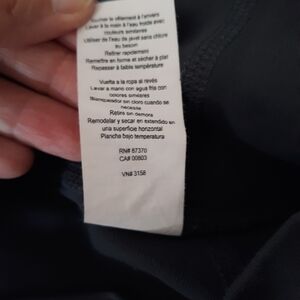 le vêtement à l'envers
Laver à la main à l'eau froide avec
couleurs similaires
Utiliser de l'eau de javel sans chlore
au besoin
Retirer rapidement
Remettre en forme et sécher à plat
Repasser à faible température
Vuelta a la ropa al revés
Lavar a mano con agua fria con
colores similares
Blanqueador sin cloro cuando se
necesite
Retire sin demora
Remodelar y secar en extendido en
una superficie horizontal
Planche bajo temperatura
RN# 87370
CA# 00803
VN# 3158